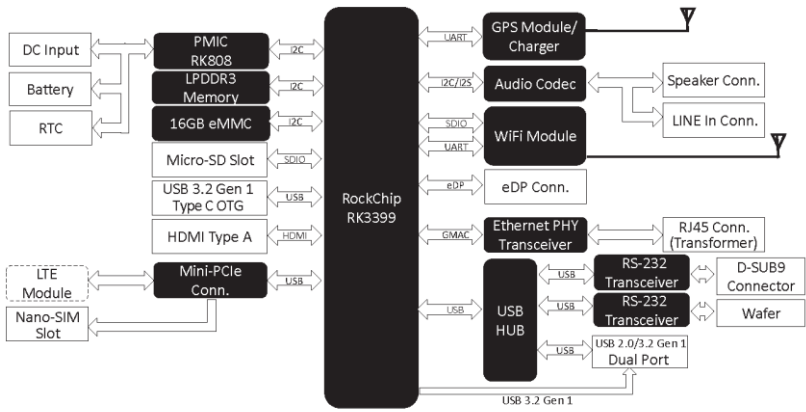 DC Input
Battery
RTC
PMIC
RK808
I2C
LPDDR3
Memory
I2C
16GB eMMC
I2C
Micro-SD Slot
SDIO
USB 3.2 Gen 1
Type C OTG
USB
HDMI Type A
HDMI
LTE
Module
Mini-PCIe
Conn.
USB
Nano-SIM
Slot
RockChip
RK3399
UART
GPS Module/
Charger
I2C/I2S
Audio Codec
Speaker Conn.
LINE In Conn.
SDIO
UART
WiFi Module
eDP
eDP Conn.
GMAC
Ethernet PHY
Transceiver
RJ45 Conn.
(Transformer)
USB
USB
HUB
USB
RS-232
Transceiver
D-SUB9
Connector
USB
RS-232
Transceiver
Wafer
USB
USB 2.0/3.2 Gen 1
Dual Port
USB 3.2 Gen 1